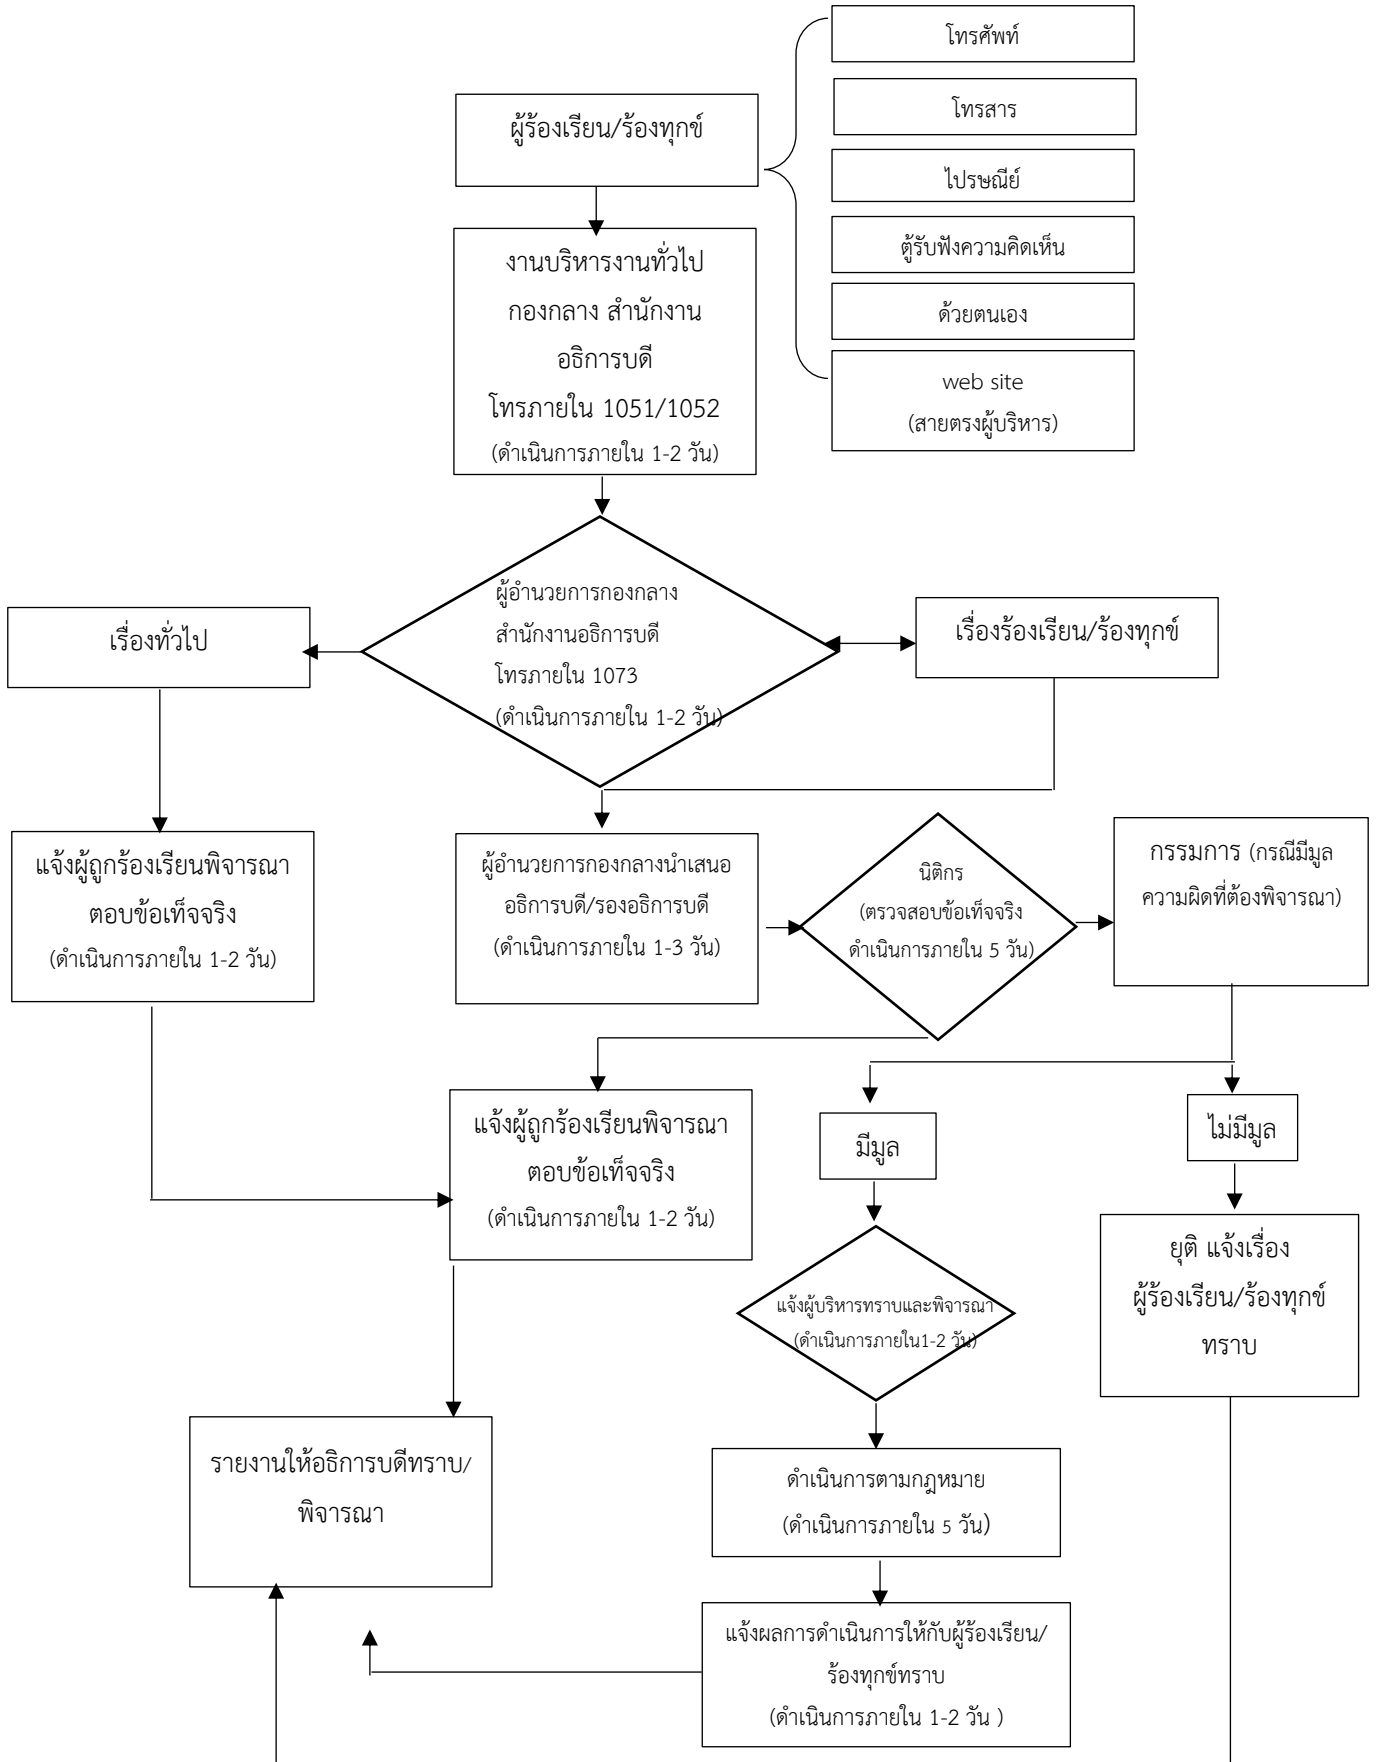 โทรศัพท์
ผู้ร้องเรียน/ร้องทุกข์
โทรสาร
ไปรษณีย์
ตู้รับฟังความคิดเห็น
ด้วยตนเอง
web site
(สายตรงผู้บริหาร)
งานบริหารงานทั่วไป
กองกลาง สำนักงาน
อธิการบดี
โทรภายใน 1051/1052
(ดำเนินการภายใน 1-2 วัน)
ผู้อำนวยการกองกลาง
สำนักงานอธิการบดี
โทรภายใน 1073
(ดำเนินการภายใน 1-2 วัน)
เรื่องทั่วไป
เรื่องร้องเรียน/ร้องทุกข์
แจ้งผู้ถูกร้องเรียนพิจารณา
ตอบข้อเท็จจริง
(ดำเนินการภายใน 1-2 วัน)
ผู้อำนวยการกองกลางนำเสนอ
อธิการบดี/รองอธิการบดี
(ดำเนินการภายใน 1-3 วัน)
นิติกร
(ตรวจสอบข้อเท็จจริง
ดำเนินการภายใน 5 วัน)
กรรมการ (กรณีมีมูล
ความผิดที่ต้องพิจารณา)
แจ้งผู้ถูกร้องเรียนพิจารณา
ตอบข้อเท็จจริง
(ดำเนินการภายใน 1-2 วัน)
มีมูล
ไม่มีมูล
แจ้งผู้บริหารทราบและพิจารณา
(ดำเนินการภายใน1-2 วัน)
ยุติ แจ้งเรื่อง
ผู้ร้องเรียน/ร้องทุกข์
ทราบ
รายงานให้อธิการบดีทราบ/
พิจารณา
ดำเนินการตามกฎหมาย
(ดำเนินการภายใน 5 วัน)
แจ้งผลการดำเนินการให้กับผู้ร้องเรียน/
ร้องทุกข์ทราบ
(ดำเนินการภายใน 1-2 วัน )